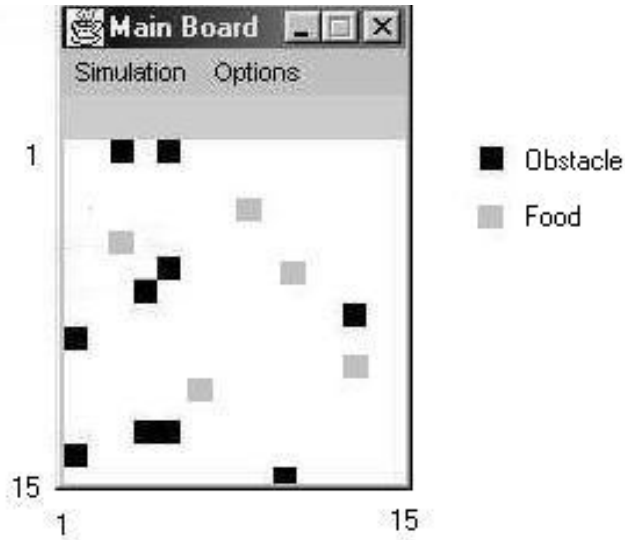 Main Board
Simulation Options
1
Obstacle
Food
15
1 15